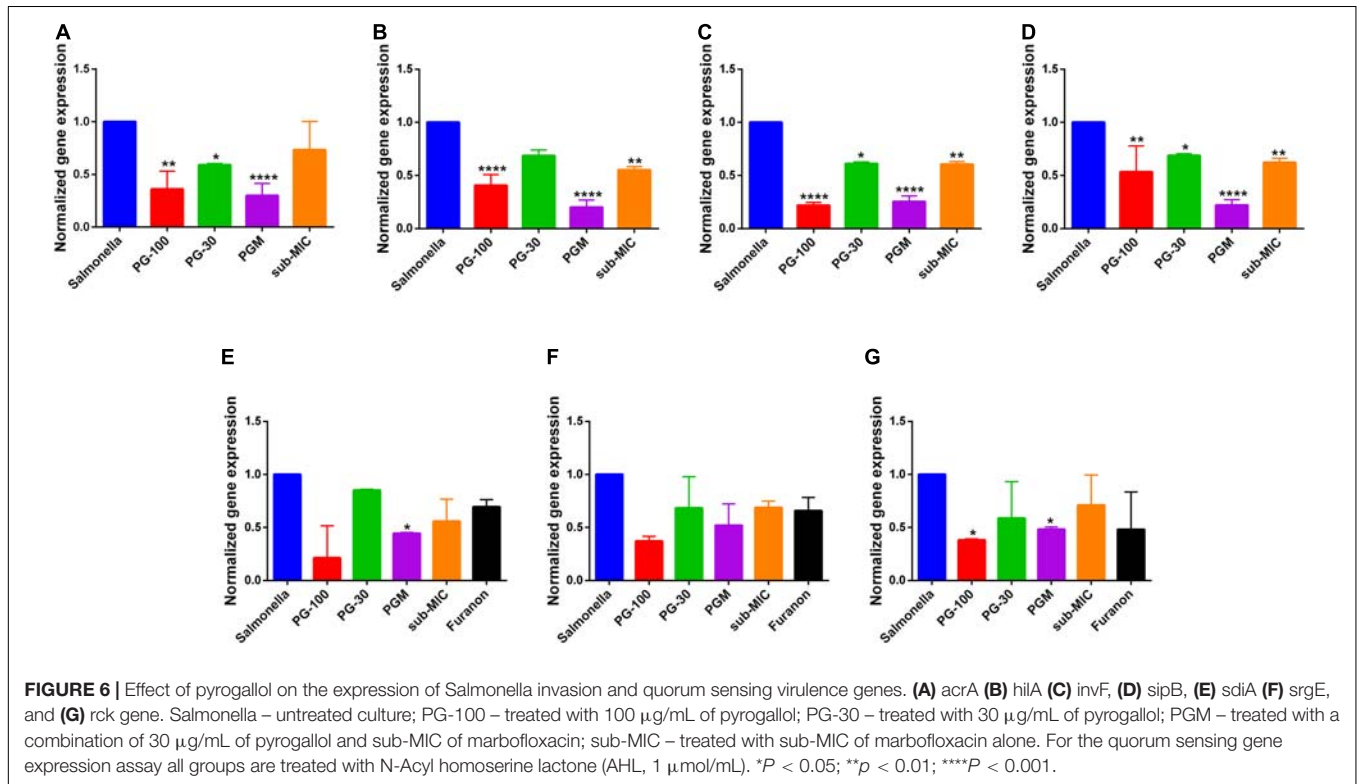 A
Normalized gene expression
1.5
1.0
0.5
0.0
**
*
****
Salmonella
PG-100
PG-30
PGM
sub-MIC
B
Normalized gene expression
1.5
1.0
0.5
0.0
****
****
**
Salmonella
PG-100
PG-30
PGM
sub-MIC
C
Normalized gene expression
1.5
1.0
0.5
0.0
****
*
****
**
Salmonella
PG-100
PG-30
PGM
sub-MIC
D
Normalized gene expression
1.5
1.0
0.5
0.0
**
*
****
**
Salmonella
PG-100
PG-30
PGM
sub-MIC
E
Normalized gene expression
1.5
1.0
0.5
0.0
*
Salmonella
PG-100
PG-30
PGM
sub-MIC
Furanon
F
Normalized gene expression
1.5
1.0
0.5
0.0
Salmonella
PG-100
PG-30
PGM
sub-MIC
Furanon
G
Normalized gene expression
1.5
1.0
0.5
0.0
*
*
Salmonella
PG-100
PG-30
PGM
sub-MIC
Furanon
FIGURE 6 | Effect of pyrogallol on the expression of Salmonella invasion and quorum sensing virulence genes. (A) acrA (B) hilA (C) invF, (D) sipB, (E) sdiA (F) srgE,
and (G) rck gene. Salmonella – untreated culture; PG-100 – treated with 100 μg/mL of pyrogallol; PG-30 – treated with 30 μg/mL of pyrogallol; PGM – treated with a
combination of 30 μg/mL of pyrogallol and sub-MIC of marbofloxacin; sub-MIC – treated with sub-MIC of marbofloxacin alone. For the quorum sensing gene
expression assay all groups are treated with N-Acyl homoserine lactone (AHL, 1 μmol/mL). *P < 0.05; **p < 0.01; ****P < 0.001.